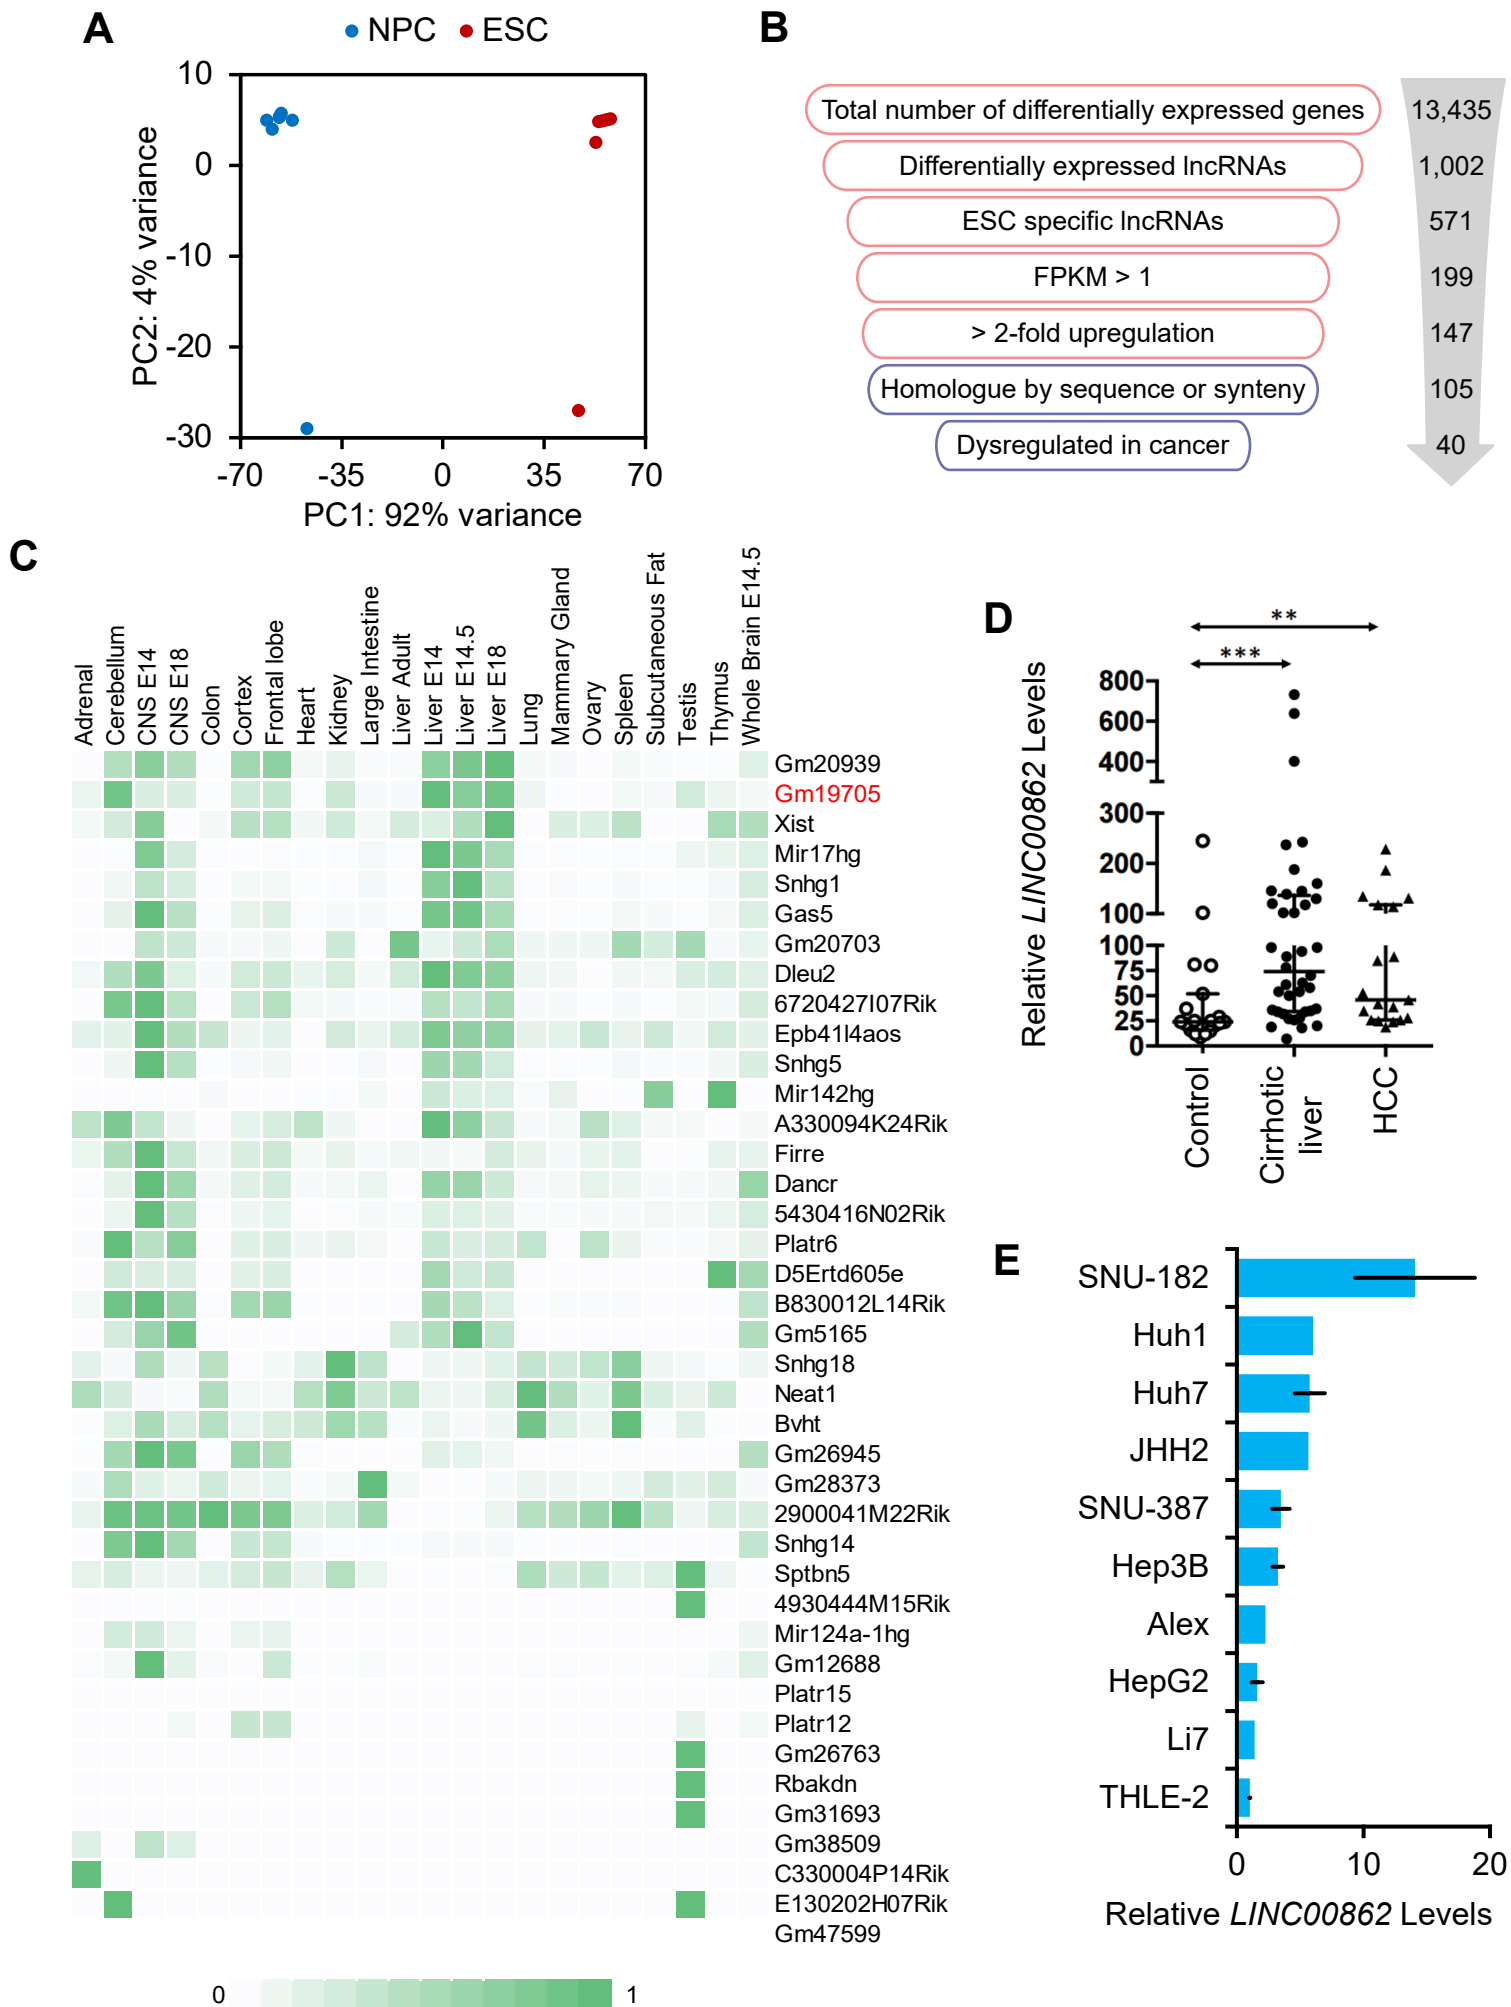 A
NPC
ESC
10
0
-10
-20
-30
PC2: 4% variance
-70
-35
0
35
70
PC1: 92% variance
B
Total number of differentially expressed genes
13,435
Differentially expressed lncRNAs
1,002
ESC specific lncRNAs
571
FPKM > 1
199
> 2-fold upregulation
147
Homologue by sequence or synteny
105
Dysregulated in cancer
40
C
Adrenal
Cerebellum
CNS E14
CNS E18
Colon
Cortex
Frontal lobe
Heart
Kidney
Large Intestine
Liver Adult
Liver E14
Liver E14.5
Liver E18
Lung
Mammary Gland
Ovary
Spleen
Subcutaneous Fat
Testis
Thymus
Whole Brain E14.5
Gm20939
Gm19705
Xist
Mir17hg
Snhg1
Gas5
Gm20703
Dleu2
6720427I07Rik
Epb41l4aos
Snhg5
Mir142hg
A330094K24Rik
Firre
Dancr
5430416N02Rik
Platr6
D5Ertd605e
B830012L14Rik
Gm5165
Snhg18
Neat1
Bvht
Gm26945
Gm28373
2900041M22Rik
Snhg14
Sptbn5
4930444M15Rik
Mir124a-1hg
Gm12688
Platr15
Platr12
Gm26763
Rbakdn
Gm31693
Gm38509
C330004P14Rik
E130202H07Rik
Gm47599
0
1
D
**
***
Relative LINC00862 Levels
800
600
400
300
200
100
100
75
50
25
0
Control
Cirrhotic
liver
HCC
E
SNU-182
Huh1
Huh7
JHH2
SNU-387
Hep3B
Alex
HepG2
Li7
THLE-2
0
10
20
Relative LINC00862 Levels